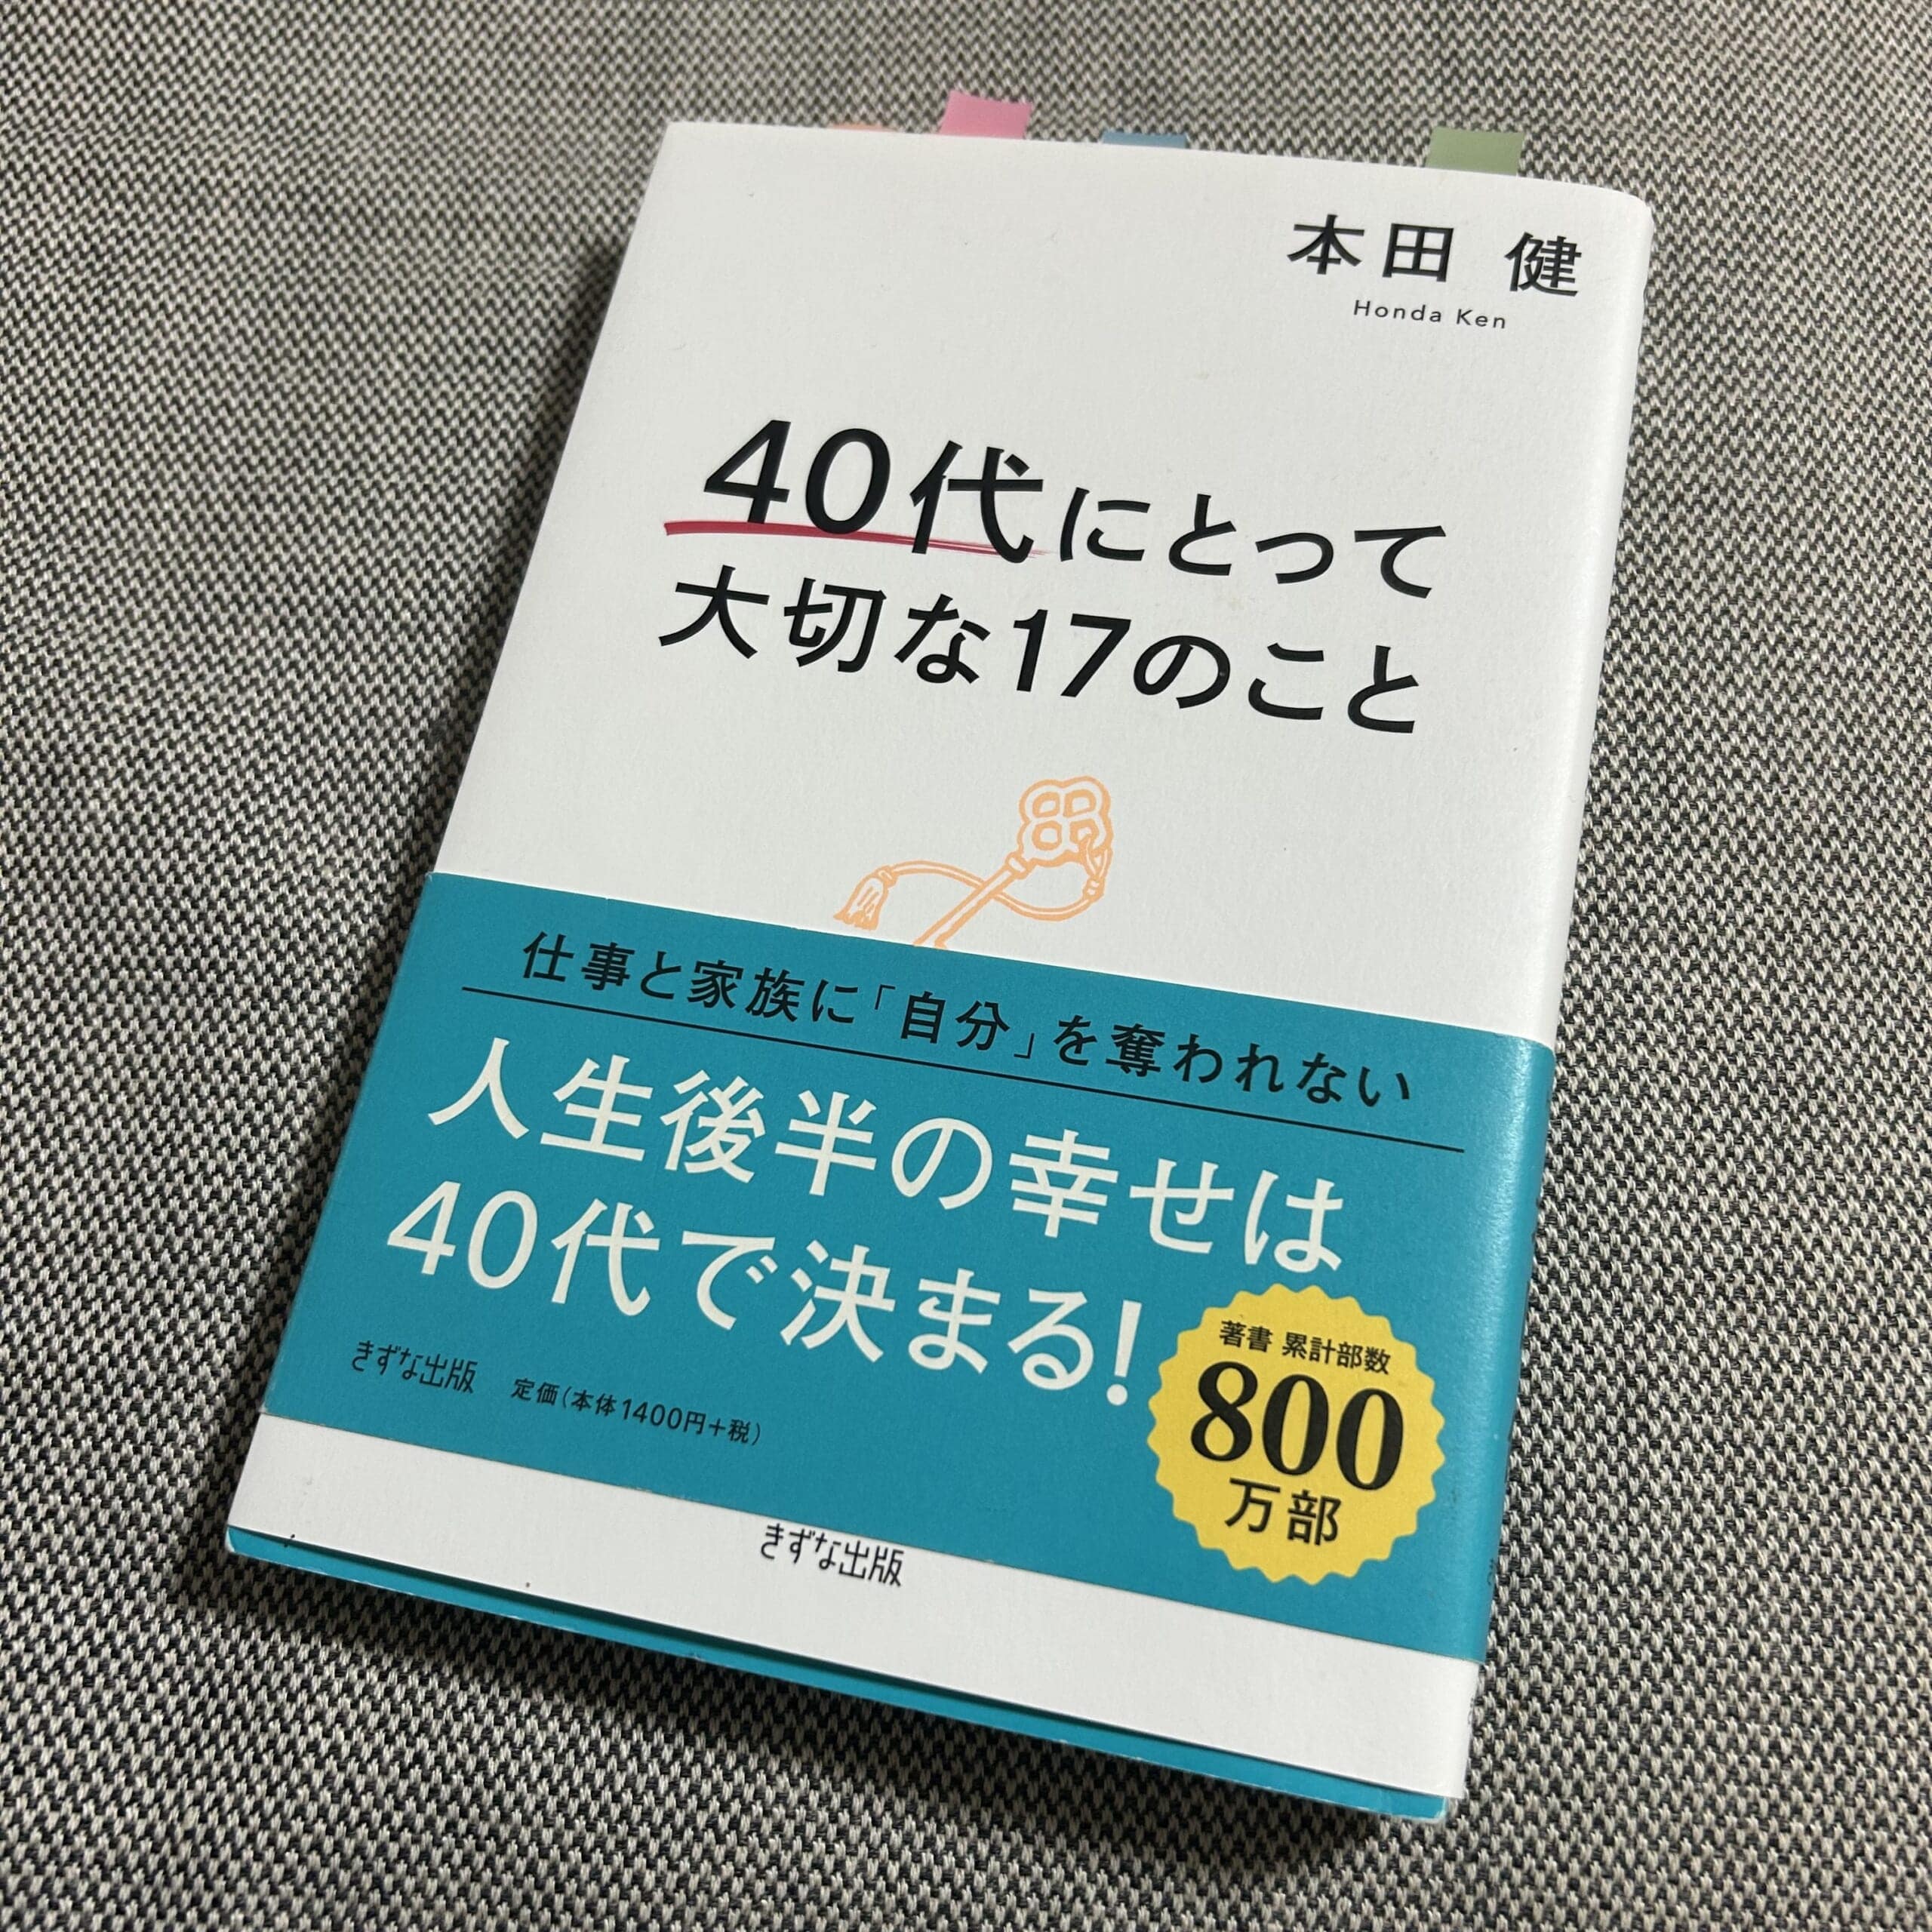 本田 健
Honda Ken
40代にとって
大切な17のこと
仕事と家族に「自分」を奪われない
人生後半の幸せは
40代で決まる!
著書 累計部数
800
万部
きずな出版 定価(本体1400円+税)
きずな出版